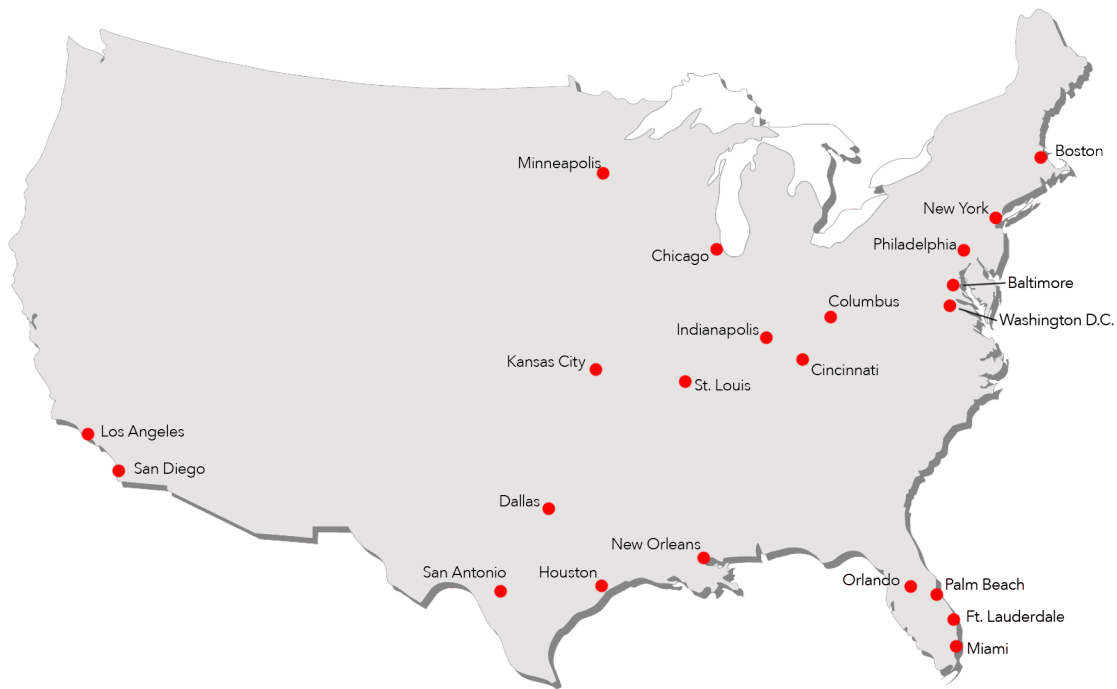 Boston
Minneapolis
New York
Philadelphia
Chicago
Baltimore
Columbus
Washington D.C.
Indianapolis
Kansas City
Cincinnati
St. Louis
Los Angeles
San Diego
Dallas
New Orleans
San Antonio
Houston
Orlando
Palm Beach
Ft. Lauderdale
Miami